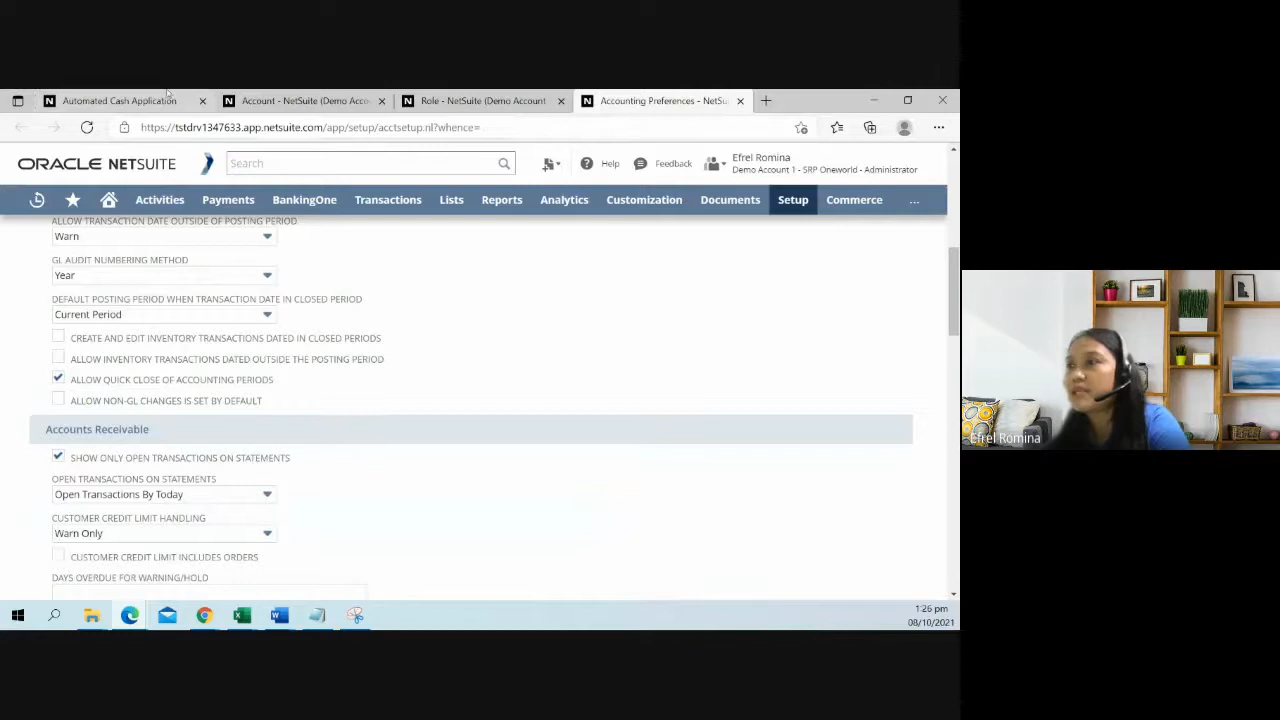 Automated Cash Application
Account - NetSuite (Demo Acco
Role - NetSuite (Demo Account
Accounting Preferences - NetSu
https://tstdrv1347633.app.netsuite.com/app/setup/acctsetup.nl?whence=
ORACLE NETSUITE
Search
Help
Feedback
Efrel Romina
Demo Account 1 - SRP Oneworld - Administrator
Activities
Payments
BankingOne
Transactions
Lists
Reports
Analytics
Customization
Documents
Setup
Commerce
...
ALLOW TRANSACTION DATE OUTSIDE OF POSTING PERIOD
Warn
GL AUDIT NUMBERING METHOD
Year
DEFAULT POSTING PERIOD WHEN TRANSACTION DATE IN CLOSED PERIOD
Current Period
CREATE AND EDIT INVENTORY TRANSACTIONS DATED IN CLOSED PERIODS
ALLOW INVENTORY TRANSACTIONS DATED OUTSIDE THE POSTING PERIOD
ALLOW QUICK CLOSE OF ACCOUNTING PERIODS
ALLOW NON-GL CHANGES IS SET BY DEFAULT
Accounts Receivable
SHOW ONLY OPEN TRANSACTIONS ON STATEMENTS
OPEN TRANSACTIONS ON STATEMENTS
Open Transactions By Today
CUSTOMER CREDIT LIMIT HANDLING
Warn Only
CUSTOMER CREDIT LIMIT INCLUDES ORDERS
DAYS OVERDUE FOR WARNING/HOLD
1:26 pm
08/10/2021
Efrel Romina